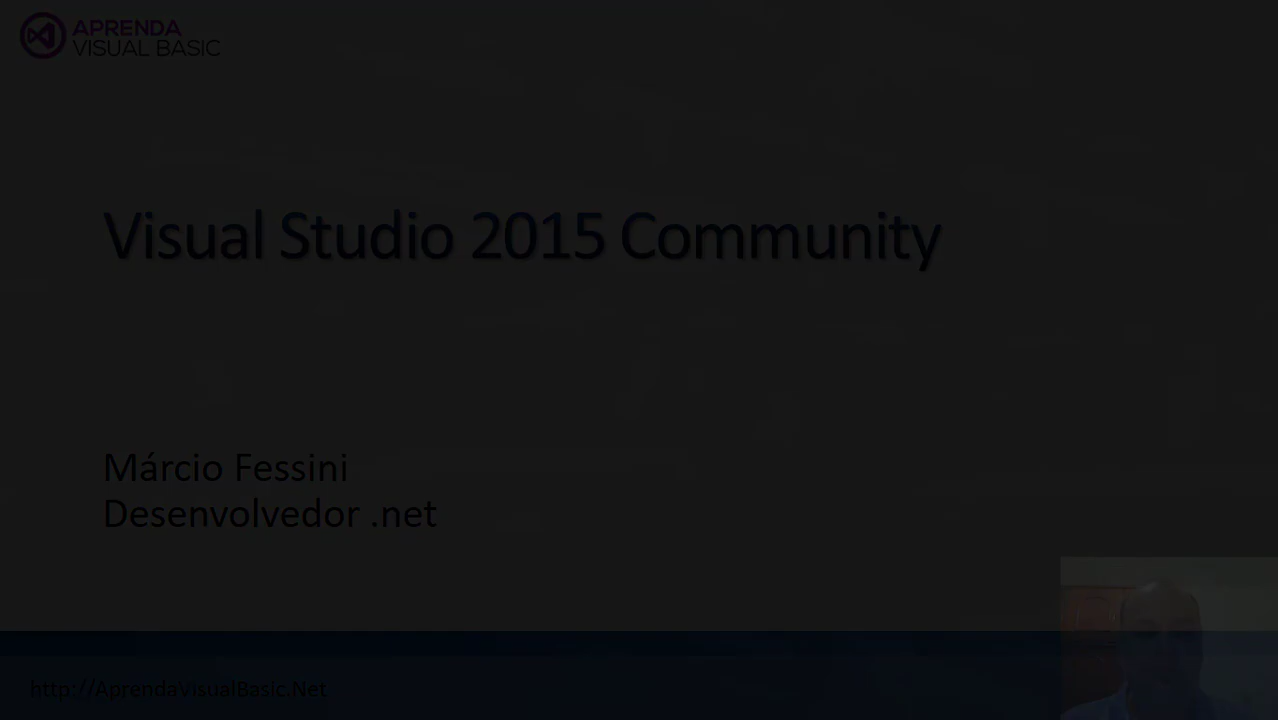 APRENDA
VISUAL BASIC
Visual Studio 2015 Community
Márcio Fessini
Desenvolvedor .net
http://AprendaVisualBasic.Net